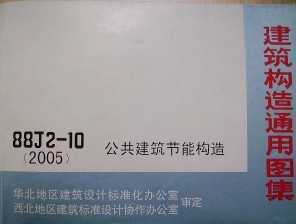 建筑构造通用图集
88J2-10
(2005)
公共建筑节能构造
华北地区建筑设计标准化办公室
西北地区建筑标准设计协作办公室
审定